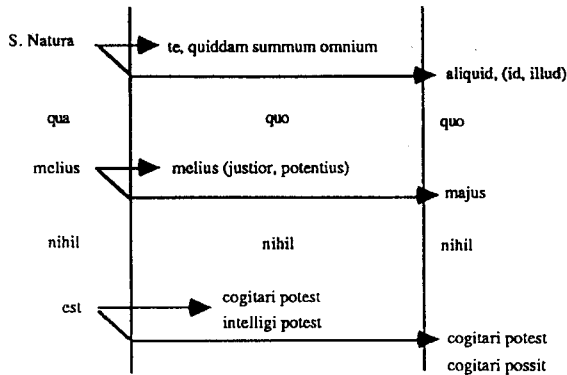 S. Natura te, quiddam summum omnium
aliquid, (id, illud)
qua quo quo
melius melius (justior, potentius)
majus
nihil nihil nihil
est cogitari potest
intelligi potest
cogitari potest
cogitari possit